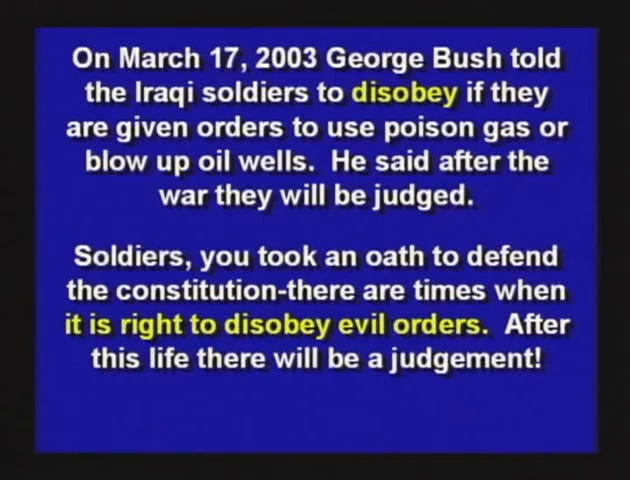 On March 17, 2003 George Bush told
the Iraqi soldiers to disobey if they
are given orders to use poison gas or
blow up oil wells.  He said after the
war they will be judged.
Soldiers, you took an oath to defend
the constitution-there are times when
it is right to disobey evil orders.  After
this life there will be a judgement!